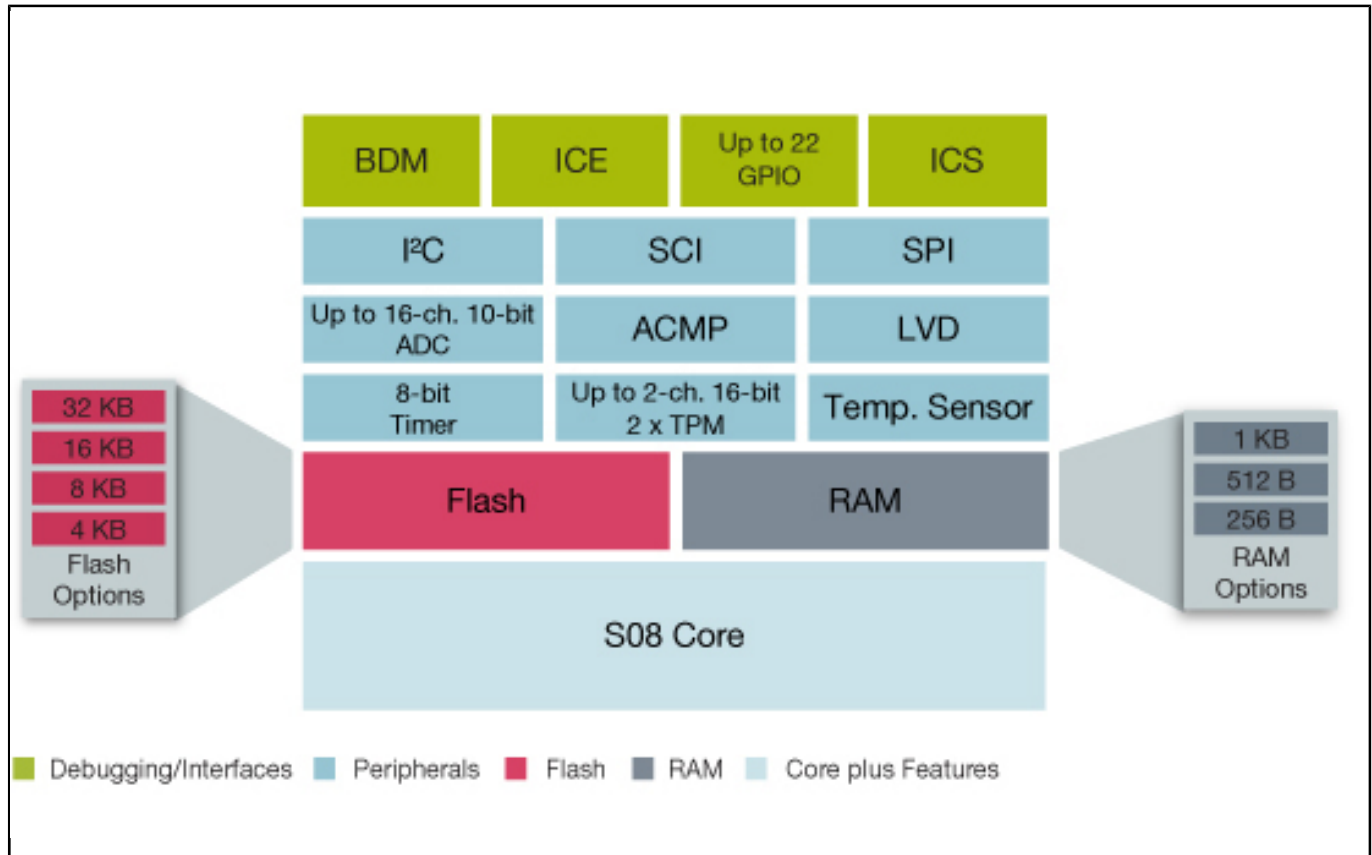 BDM
ICE
Up to 22
GPIO
ICS
I²C
SCI
SPI
Up to 16-ch. 10-bit
ADC
ACMP
LVD
8-bit
Timer
Up to 2-ch. 16-bit
2 x TPM
Temp. Sensor
32 KB
16 KB
8 KB
4 KB
Flash
Options
Flash
RAM
1 KB
512 B
256 B
RAM
Options
S08 Core
Debugging/Interfaces
Peripherals
Flash
RAM
Core plus Features